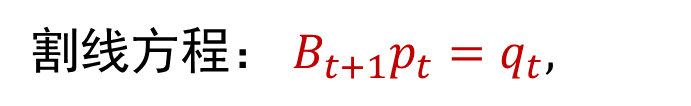 割线方程： $B_{t+1}p_t = q_t$,